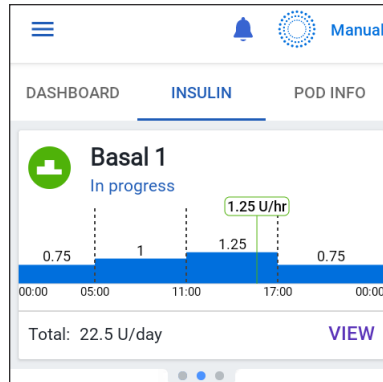 Manual
DASHBOARD INSULIN POD INFO
Basal 1
In progress
1.25 U/hr
0.75 1 1.25 0.75
00:00 05:00 11:00 17:00 00:00
Total: 22.5 U/day VIEW